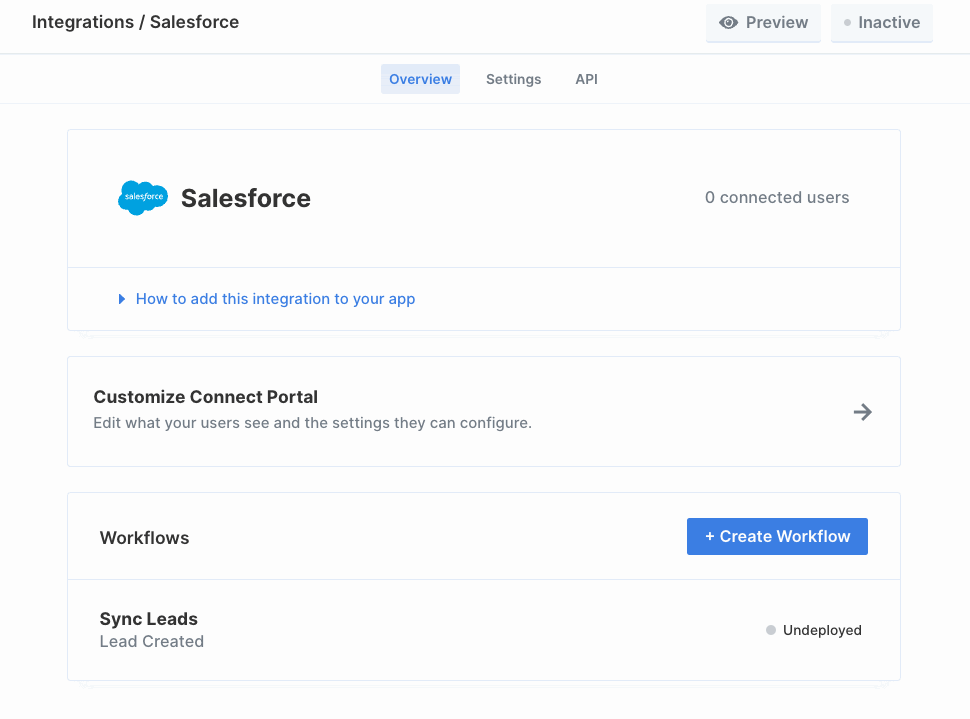 Integrations / Salesforce
Preview
Inactive
Overview
Settings
API
salesforce
Salesforce
0 connected users
How to add this integration to your app
Customize Connect Portal
Edit what your users see and the settings they can configure.
Workflows
+ Create Workflow
Sync Leads
Lead Created
Undeployed